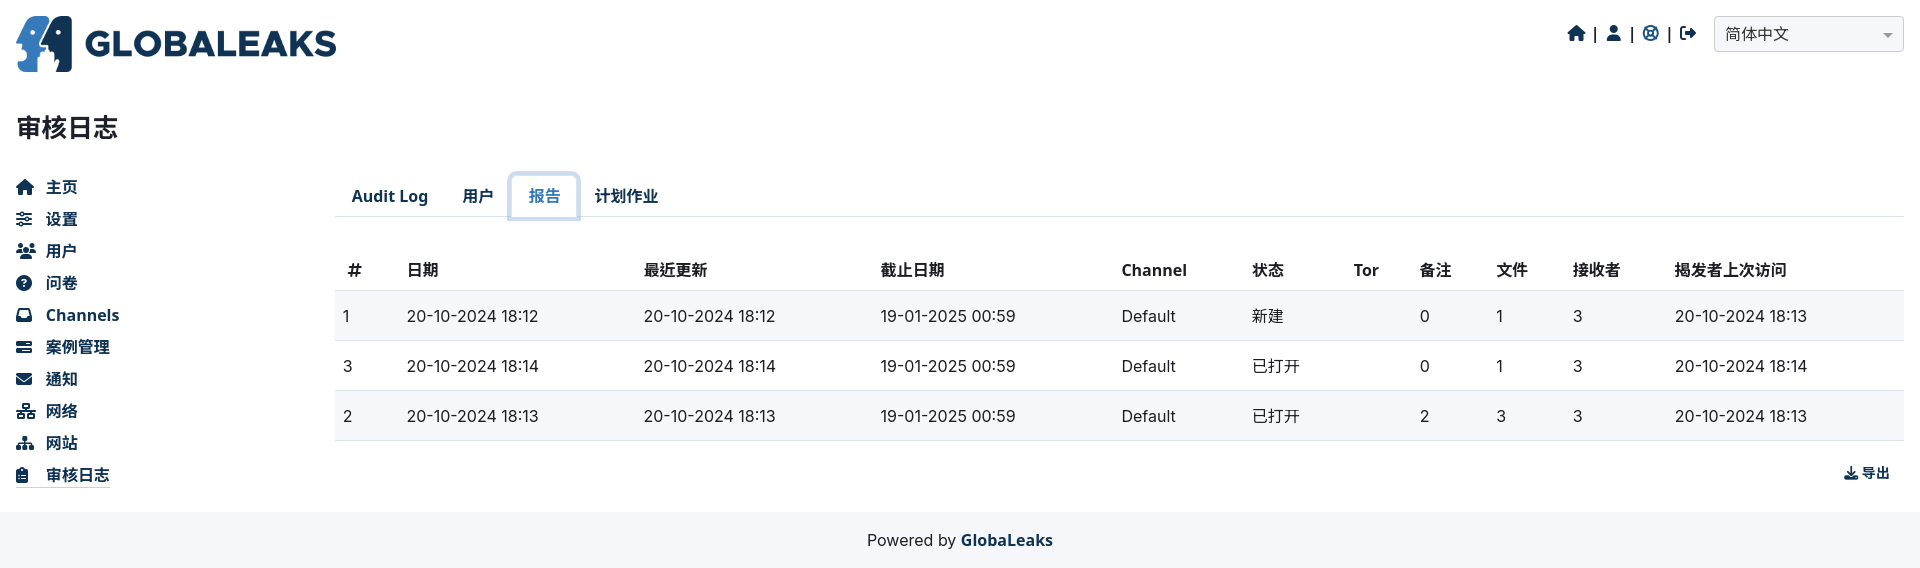 GLOBALEAKS
| | |
简体中文
审核日志
主页
设置
用户
问卷
Channels
案例管理
通知
网络
网站
审核日志
Audit Log 用户 报告 计划作业
# 日期 最近更新 截止日期 Channel 状态 Tor 备注 文件 接收者 揭发者上次访问
1 20-10-2024 18:12 20-10-2024 18:12 19-01-2025 00:59 Default 新建 0 1 3 20-10-2024 18:13
3 20-10-2024 18:14 20-10-2024 18:14 19-01-2025 00:59 Default 已打开 0 1 3 20-10-2024 18:14
2 20-10-2024 18:13 20-10-2024 18:13 19-01-2025 00:59 Default 已打开 2 3 3 20-10-2024 18:13
导出
Powered by GlobaLeaks